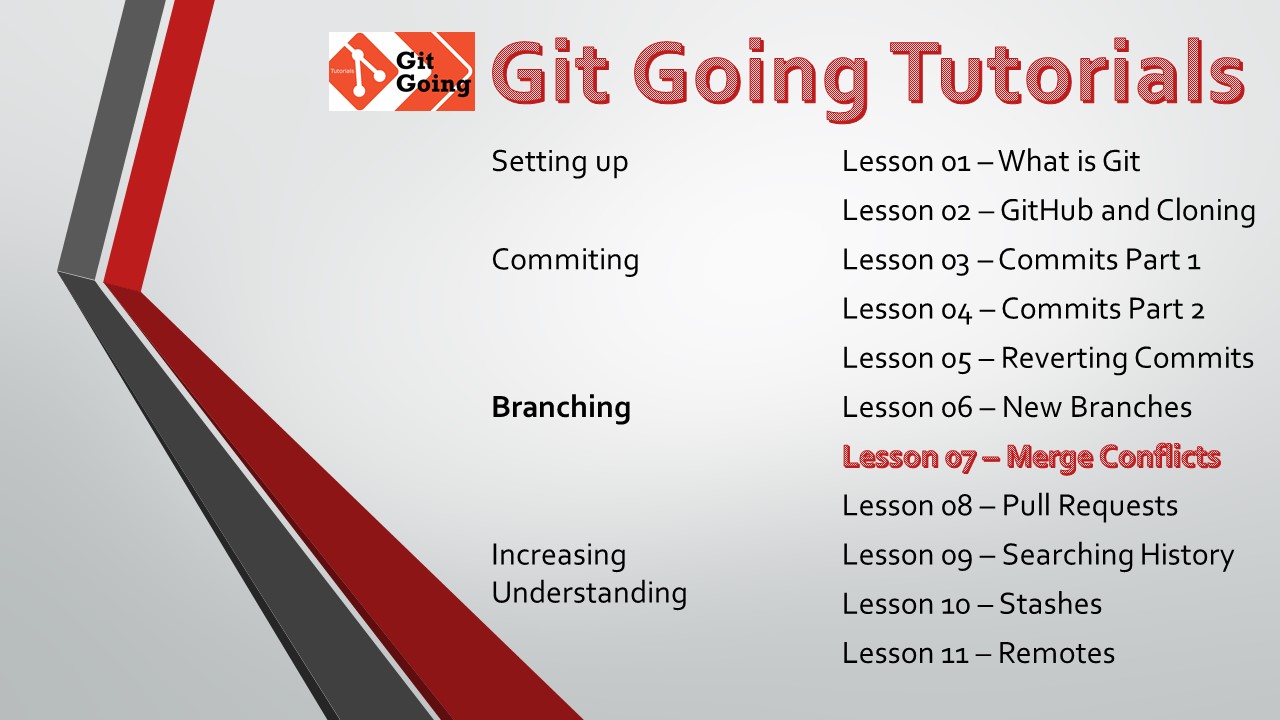 Tutorials
Git
Going
Git Going Tutorials
Setting up
Lesson 01 – What is Git
Lesson 02 – GitHub and Cloning
Commiting
Lesson 03 – Commits Part 1
Lesson 04 – Commits Part 2
Lesson 05 – Reverting Commits
Branching
Lesson 06 – New Branches
Lesson 07 – Merge Conflicts
Lesson 08 – Pull Requests
Increasing
Understanding
Lesson 09 – Searching History
Lesson 10 – Stashes
Lesson 11 – Remotes